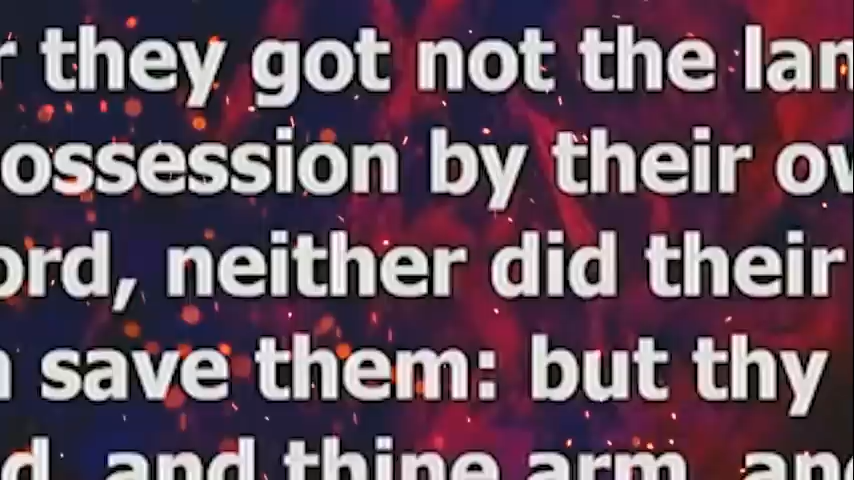 r they got not the lan
ossession by their ov
ord, neither did their
save them: but thy
d, and thine arm, and